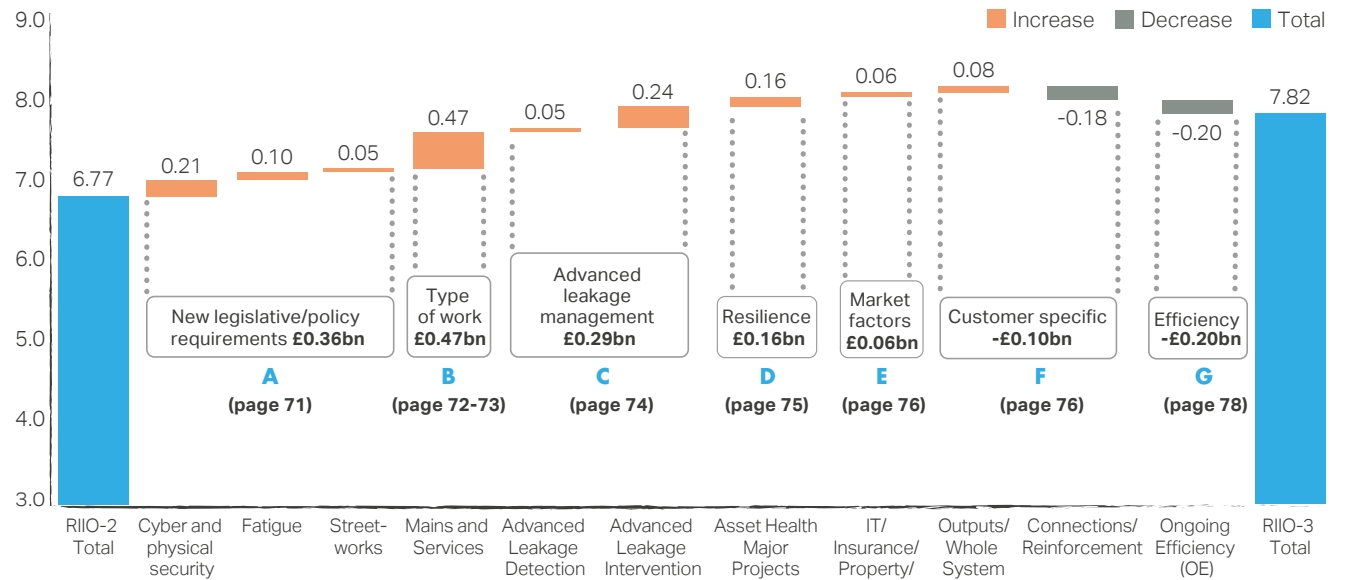 9.0
8.0
7.0
6.0
5.0
4.0
3.0
Increase Decrease Total
6.77
0.21
0.10
0.05
0.47
0.05
0.24
0.16
0.06
0.08
-0.18
-0.20
7.82
New legislative/policy
requirements £0.36bn
A
(page 71)
Type
of work
£0.47bn
B
(page 72-73)
Advanced
leakage
management
£0.29bn
C
(page 74)
Resilience
£0.16bn
D
(page 75)
Market
factors
£0.06bn
E
(page 76)
Customer specific
-£0.10bn
F
(page 76)
Efficiency
-£0.20bn
G
(page 78)
RIIO-2
Total
Cyber and
physical
security
Fatigue
Street-
works
Mains and
Services
Advanced
Leakage
Detection
Advanced
Leakage
Intervention
Asset Health
Major
Projects
IT/
Insurance/
Property/
Outputs/
Whole
System
Connections/
Reinforcement
Ongoing
Efficiency
(OE)
RIIO-3
Total